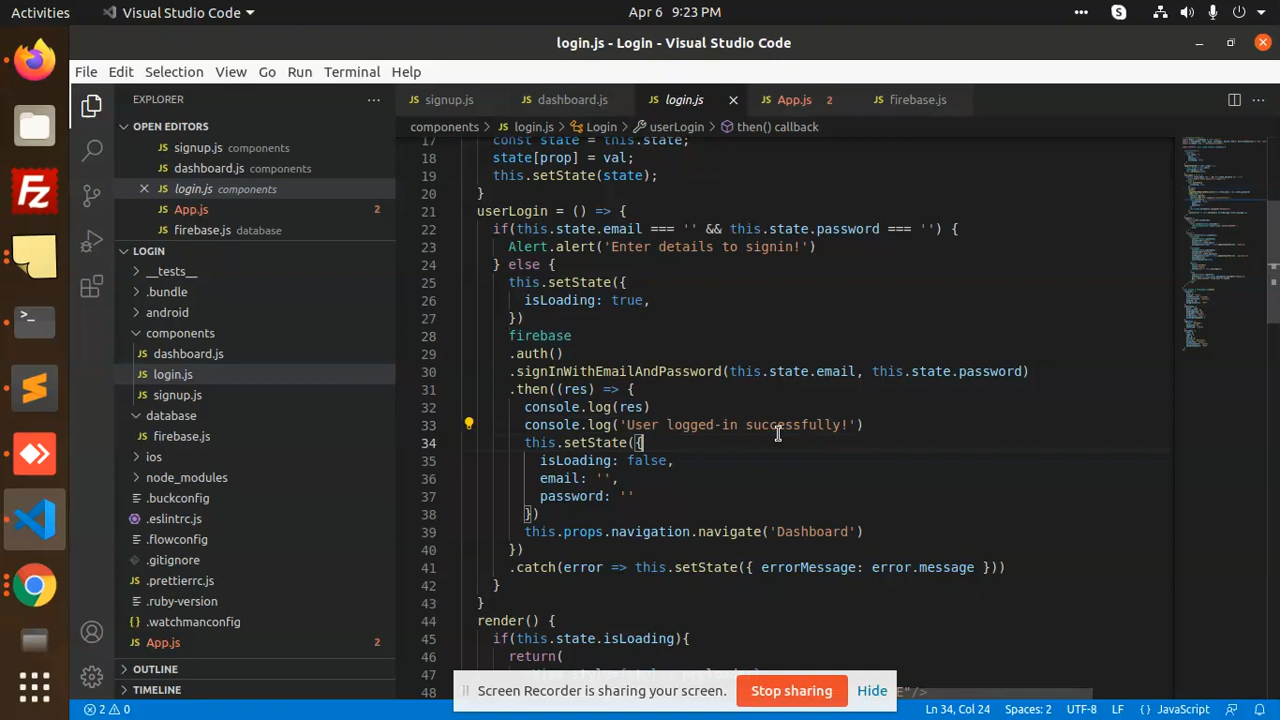 Activities
Visual Studio Code
Apr 6 9:23 PM
login.js - Login - Visual Studio Code
File Edit Selection View Go Run Terminal Help
EXPLORER
OPEN EDITORS
signup.js components
dashboard.js components
login.js components
App.js 2
firebase.js database
LOGIN
__tests__
.bundle
android
components
dashboard.js
login.js
signup.js
database
firebase.js
ios
node_modules
.buckconfig
.eslintrc.js
.flowconfig
.gitignore
.prettierrc.js
.ruby-version
.watchmanconfig
App.js 2
OUTLINE
TIMELINE
signup.js dashboard.js login.js App.js 2 firebase.js
components > login.js > Login > userLogin > then() callback
17 const state = this.state;
18 state[prop] = val;
19 this.setState(state);
20 }
21 userLogin = () => {
22 if(this.state.email === '' && this.state.password === '') {
23 Alert.alert('Enter details to signin!')
24 } else {
25 this.setState({
26 isLoading: true,
27 })
28 firebase
29 .auth()
30 .signInWithEmailAndPassword(this.state.email, this.state.password)
31 .then((res) => {
32 console.log(res)
33 console.log('User logged-in successfully!')
34 this.setState({
35 isLoading: false,
36 email: '',
37 password: ''
38 })
39 this.props.navigation.navigate('Dashboard')
40 })
41 .catch(error => this.setState({ errorMessage: error.message }))
42 }
43 }
44 render() {
45 if(this.state.isLoading){
46 return(
47
48
Screen Recorder is sharing your screen.
Stop sharing
Hide
2 0
Ln 34, Col 24
Spaces: 2
UTF-8
LF
{} JavaScript